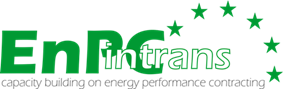 EnPC intrans
capacity building on energy performance contracting